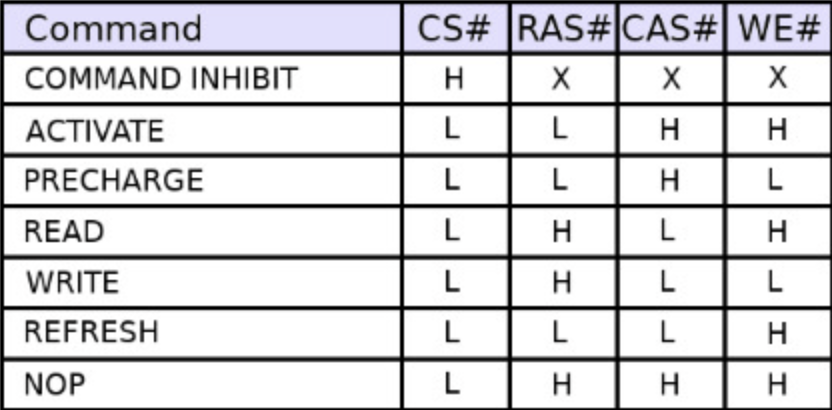 Command CS# RAS# CAS# WE#
COMMAND INHIBIT H X X X
ACTIVATE L L H H
PRECHARGE L L H L
READ L H L H
WRITE L H L L
REFRESH L L L H
NOP L H H H